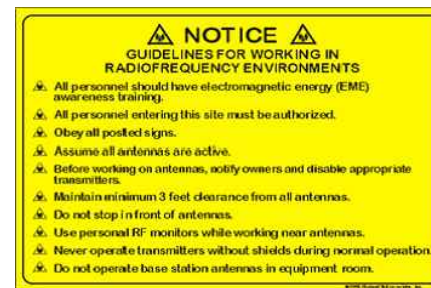 NOTICE
GUIDELINES FOR WORKING IN
RADIOFREQUENCY ENVIRONMENTS
All personnel should have electromagnetic energy (EME)
awareness training.
All personnel entering this site must be authorized.
Obey all posted signs.
Assume all antennas are active.
Before working on antennas, notify owners and disable appropriate
transmitters.
Maintain minimum 3 feet clearance from all antennas.
Do not stop in front of antennas.
Use personal RF monitors while working near antennas.
Never operate transmitters without shields during normal operation.
Do not operate base station antennas in equipment room.